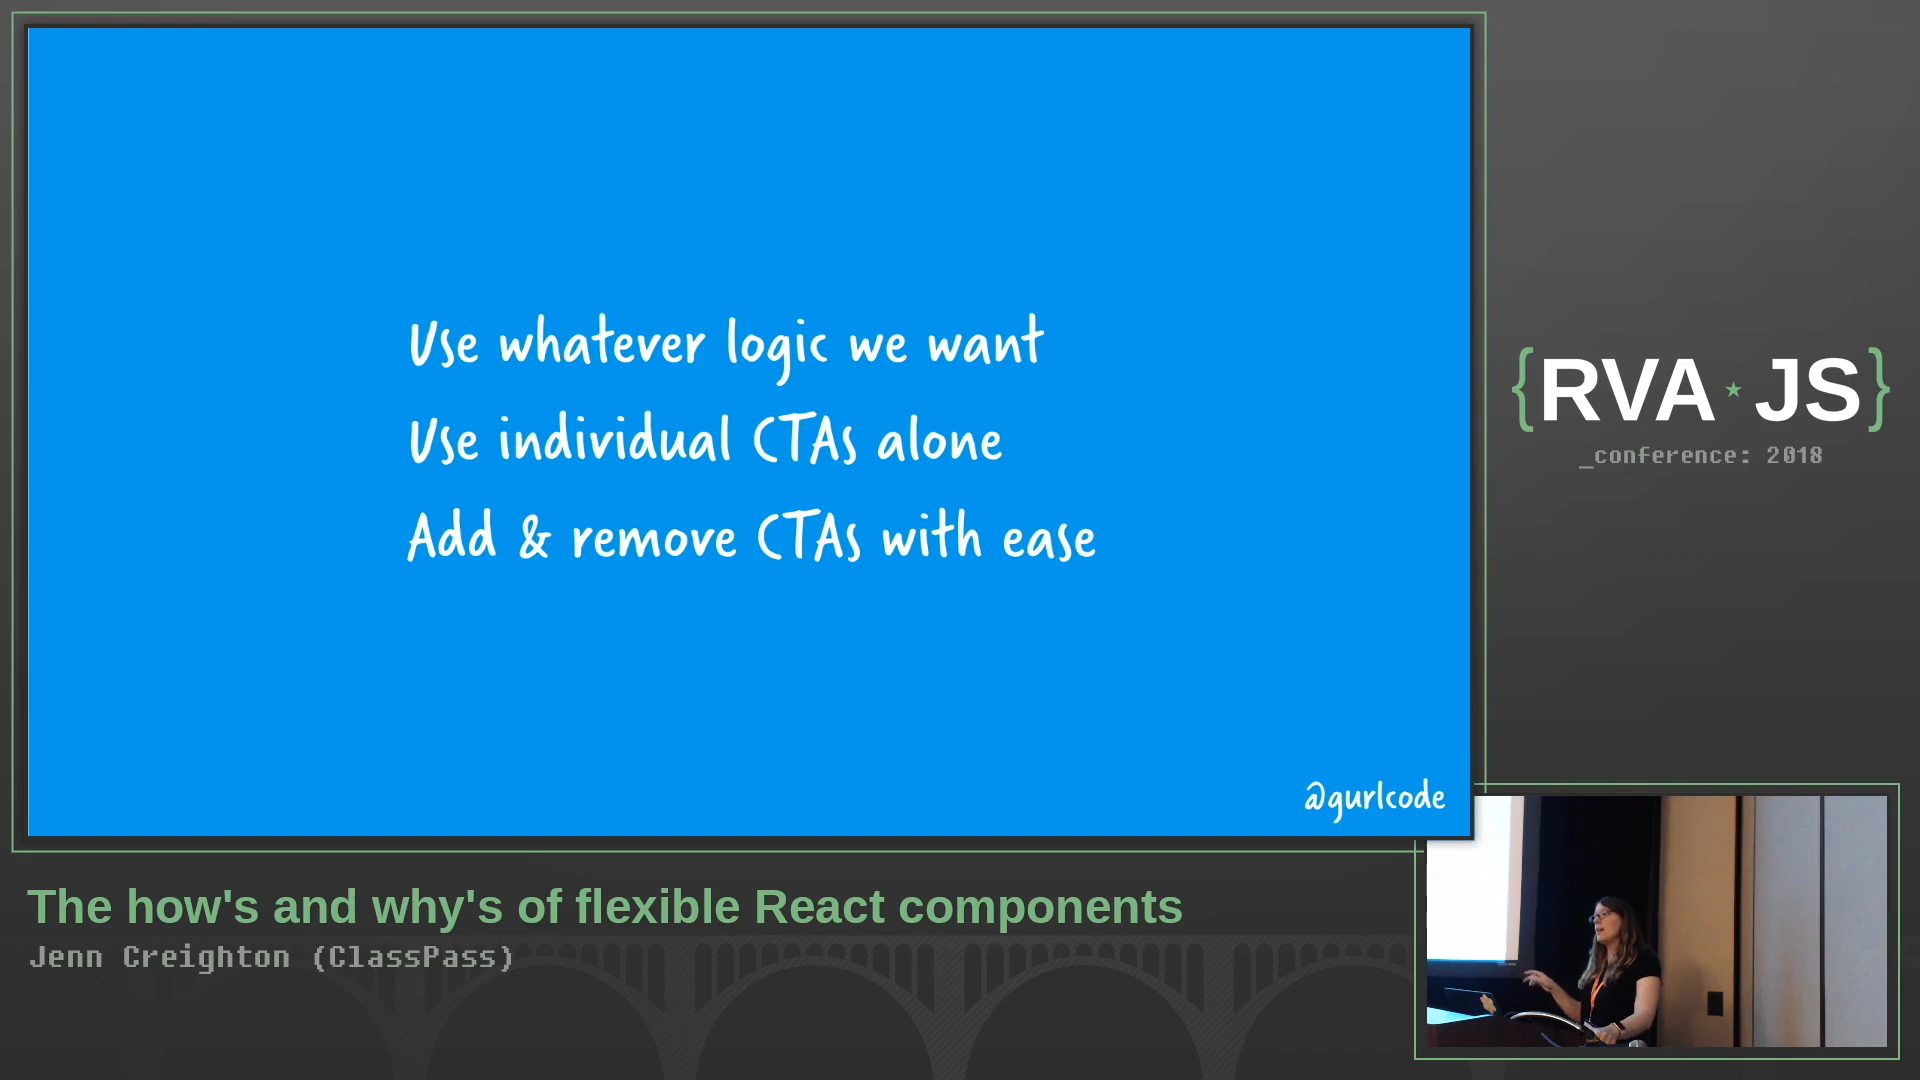 Use whatever logic we want
Use individual CTAs alone
Add & remove CTAs with ease
@gurlcode
{RVA★JS}
_conference: 2018
The how's and why's of flexible React components
Jenn Creighton (ClassPass)